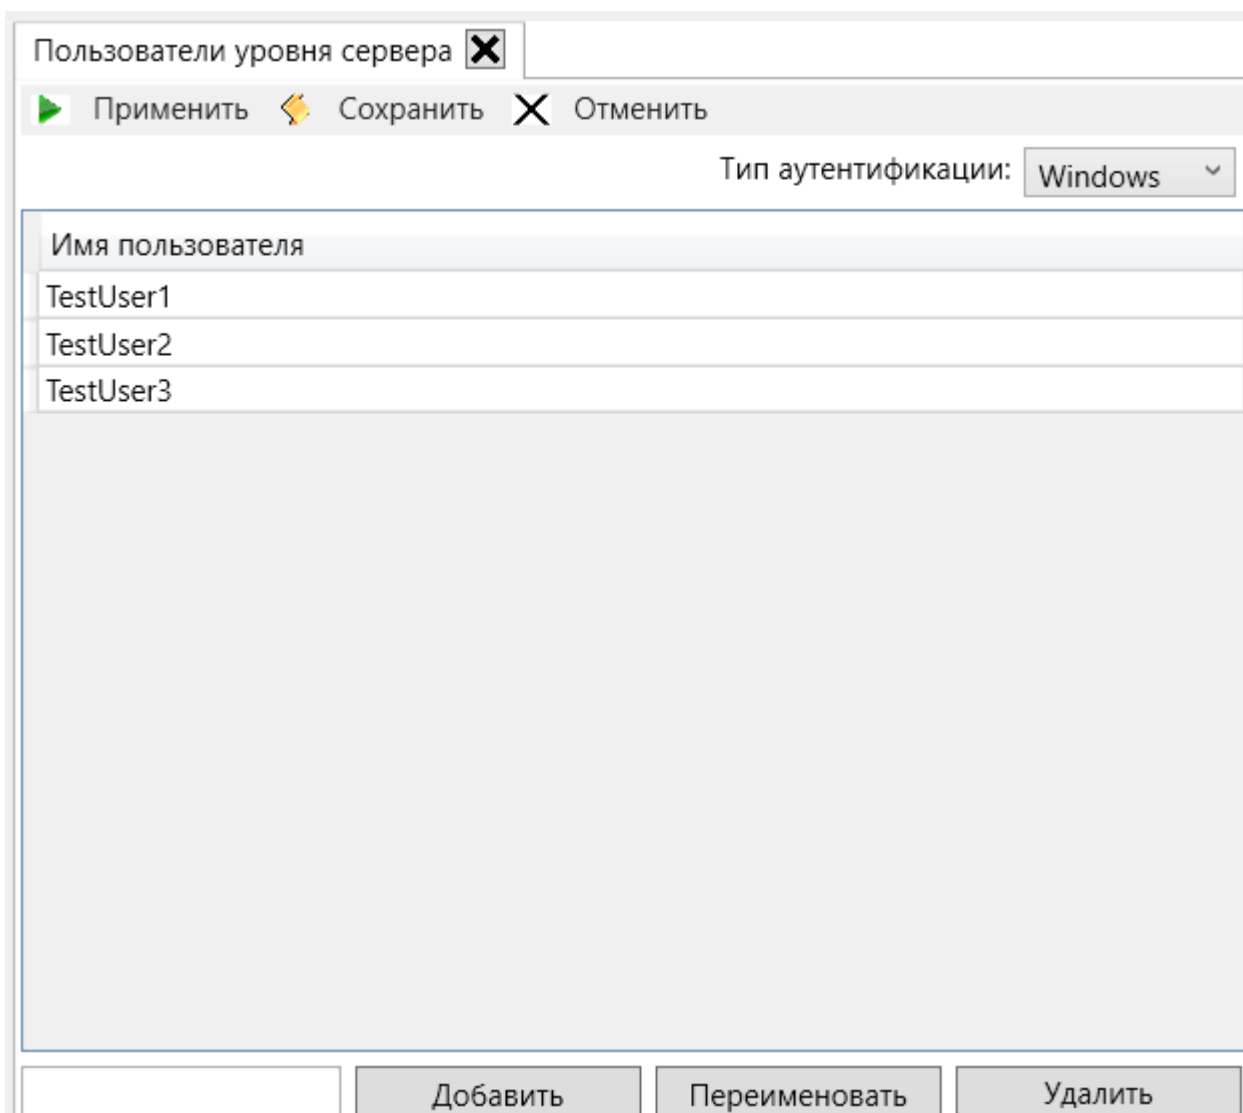 Пользователи уровня сервера
Применить Сохранить Отменить
Тип аутентификации: Windows
Имя пользователя
TestUser1
TestUser2
TestUser3
Добавить Переименовать Удалить